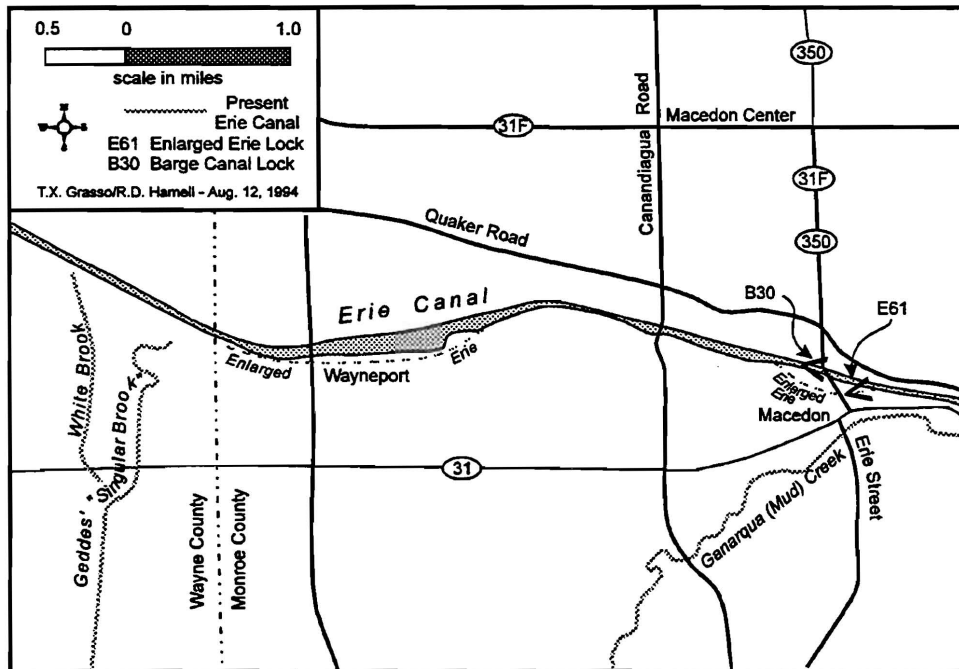 0.5 0 1.0
scale in miles
Present
Erie Canal
E61 Enlarged Erie Lock
B30 Barge Canal Lock
T.X. Grasso/R.D. Hamell - Aug. 12, 1994
350
31F
Macedon Center
Canandiagua Road
31F
350
Quaker Road
B30
E61
Erie Canal
Enlarged
Erie
Wayneport
Enlarged
Erie
Macedon
White Brook
Geddes' "Singular Brook"
31
Wayne County
Monroe County
Ganarqua (Mud) Creek
Erie Street